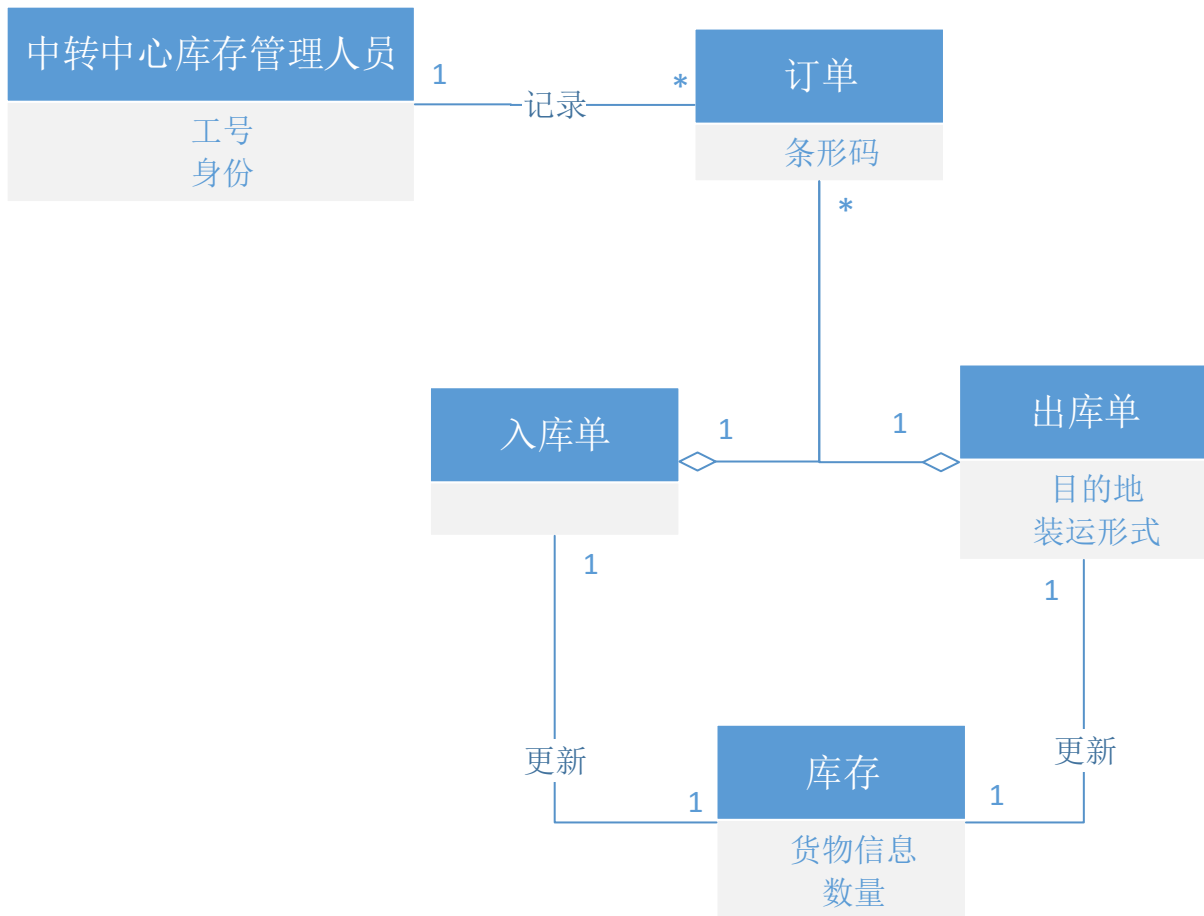 中转中心库存管理人员
工号
身份
1
记录
*
订单
条形码
*
入库单
1
1
出库单
目的地
装运形式
1
1
更新
更新
1
库存
1
货物信息
数量